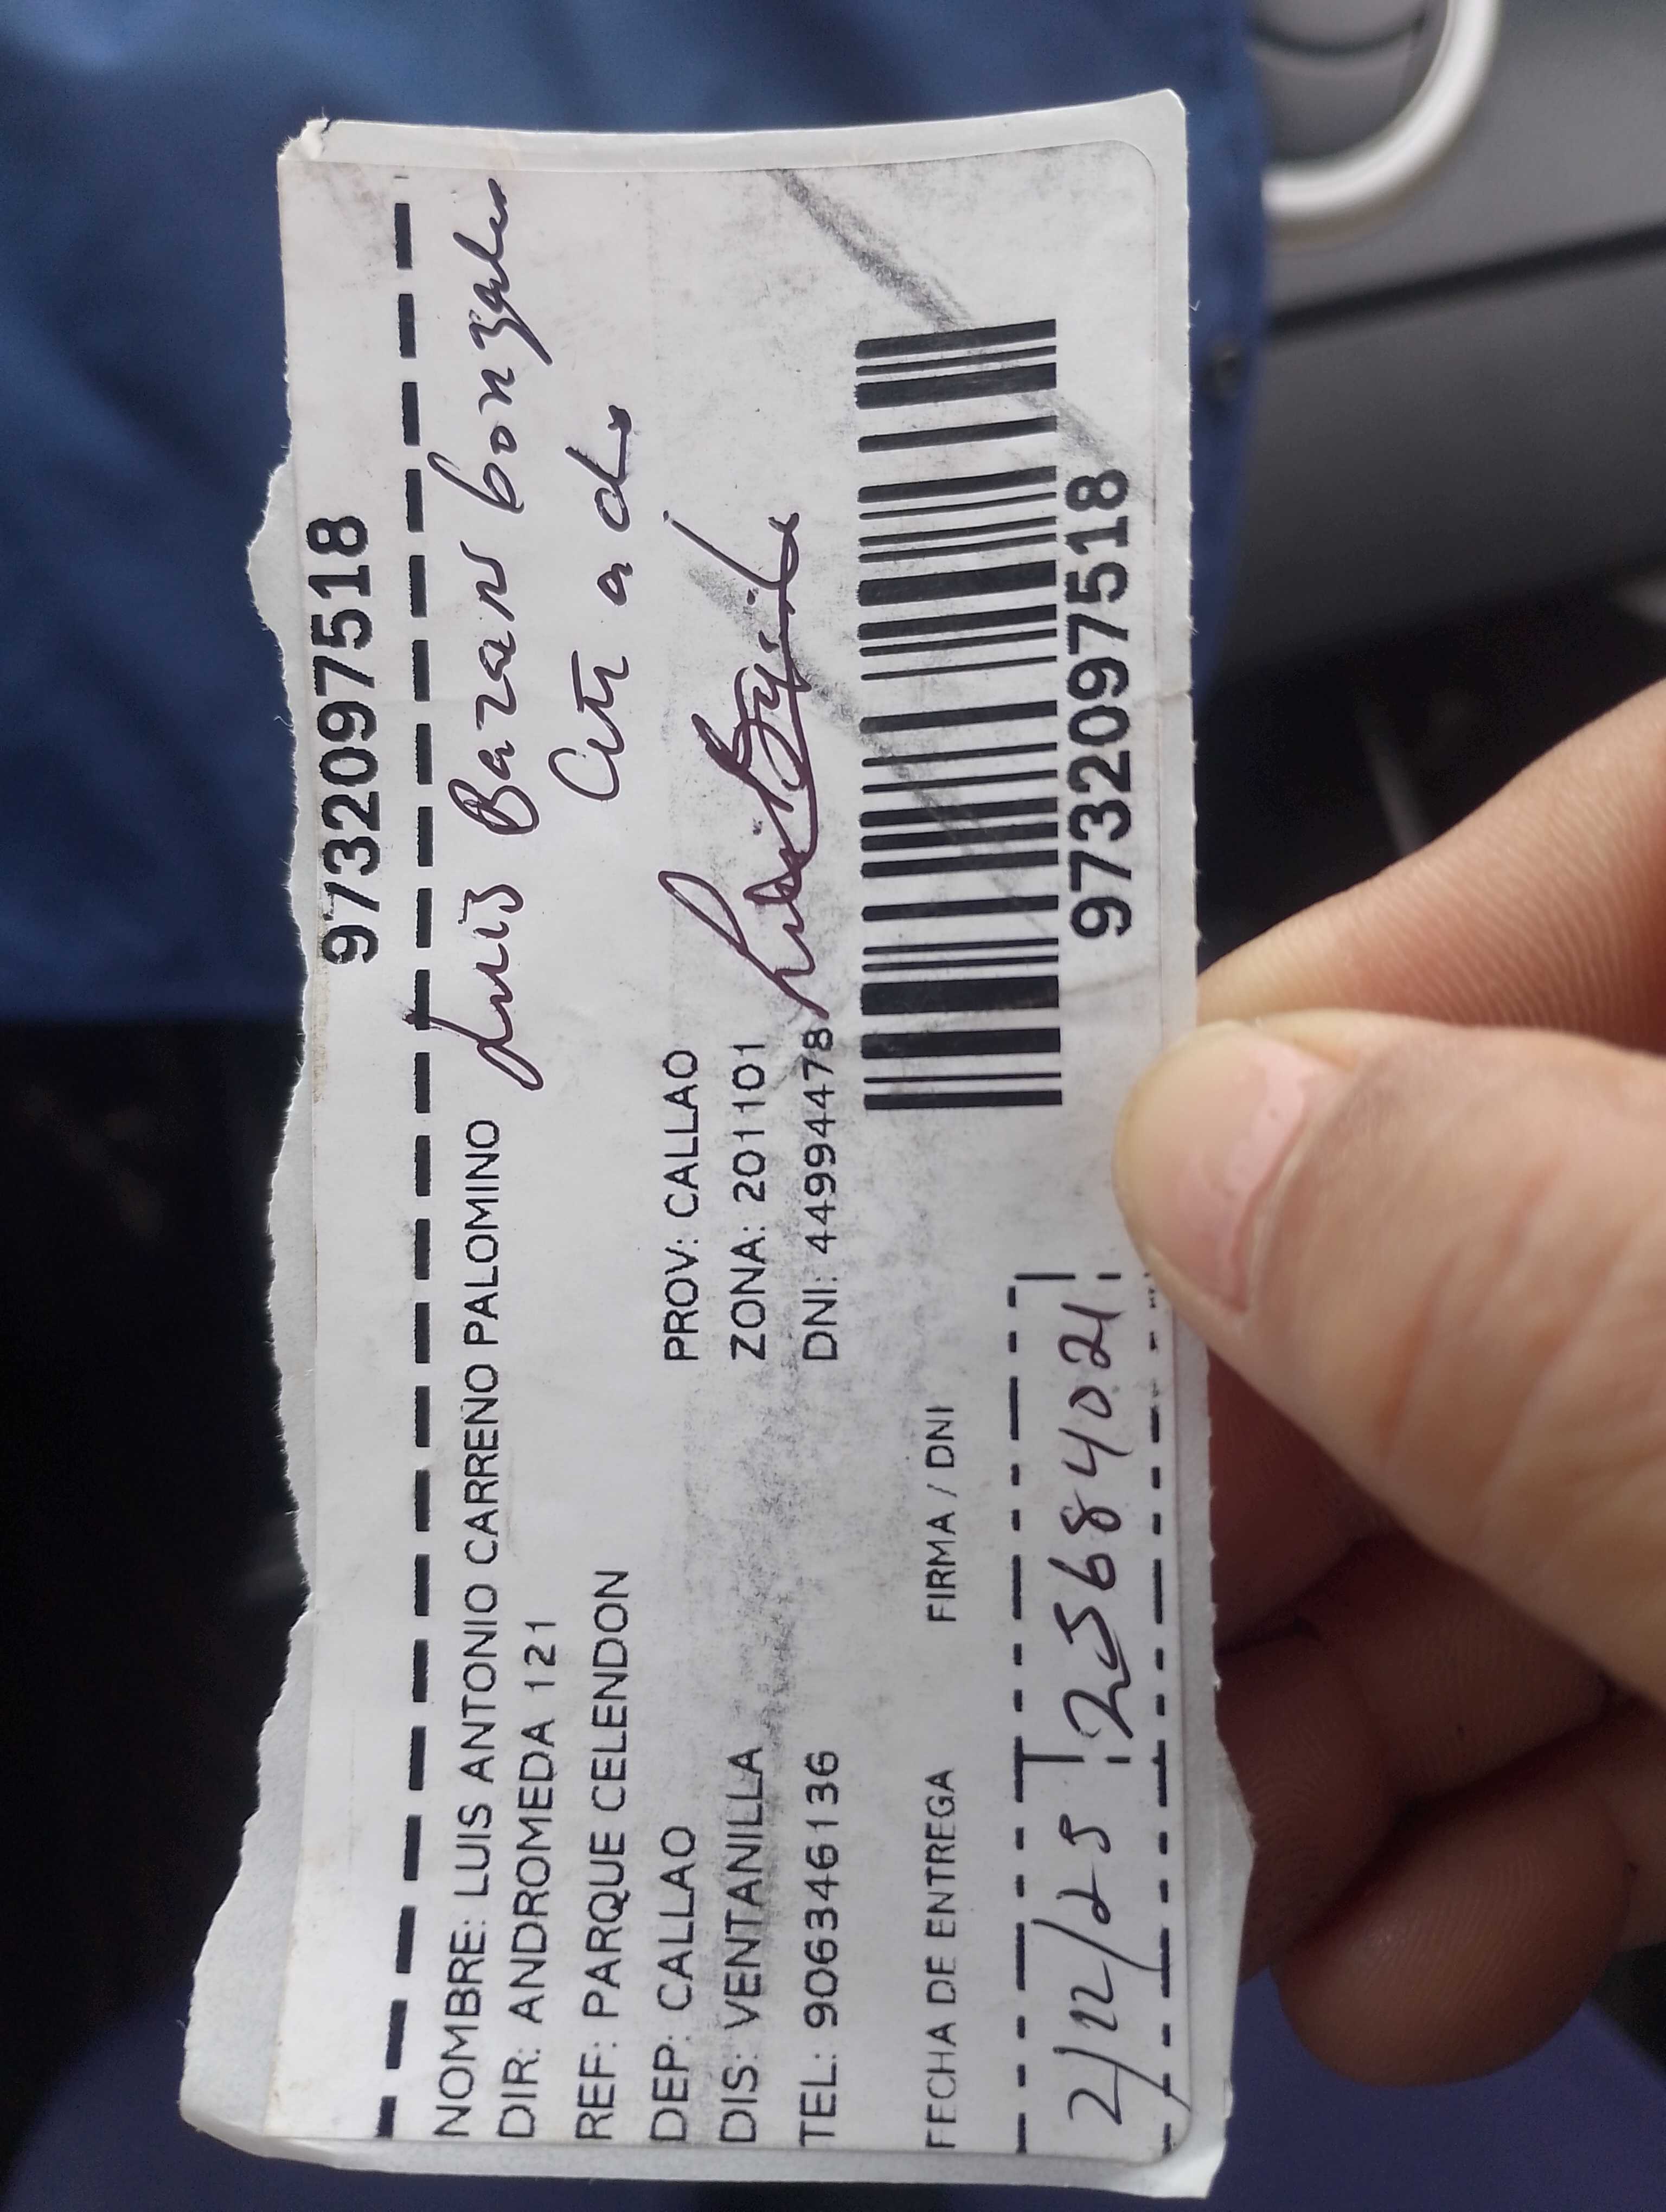 9732097518
NOMBRE: LUIS ANTONIO CARRENO PALOMINO
Luis Bazan Gonzales
DIR: ANDROMEDA 121
REF: PARQUE CELENDON
DEP: CALLAO PROV: CALLAO
DIS: VENTANILLA ZONA: 201101
TEL: 906346136 DNI: 44994478
FECHA DE ENTREGA FIRMA / DNI
2/12/25 25684021
9732097518